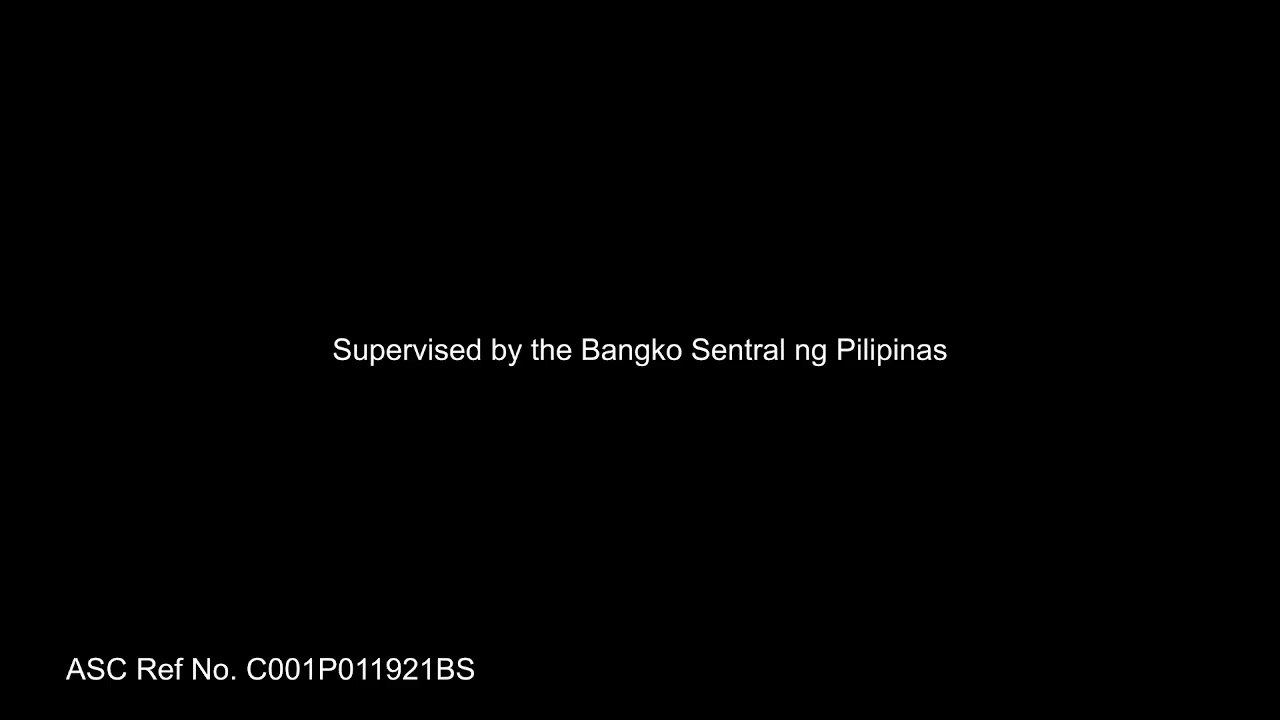 Supervised by the Bangko Sentral ng Pilipinas
ASC Ref No. C001P011921BS